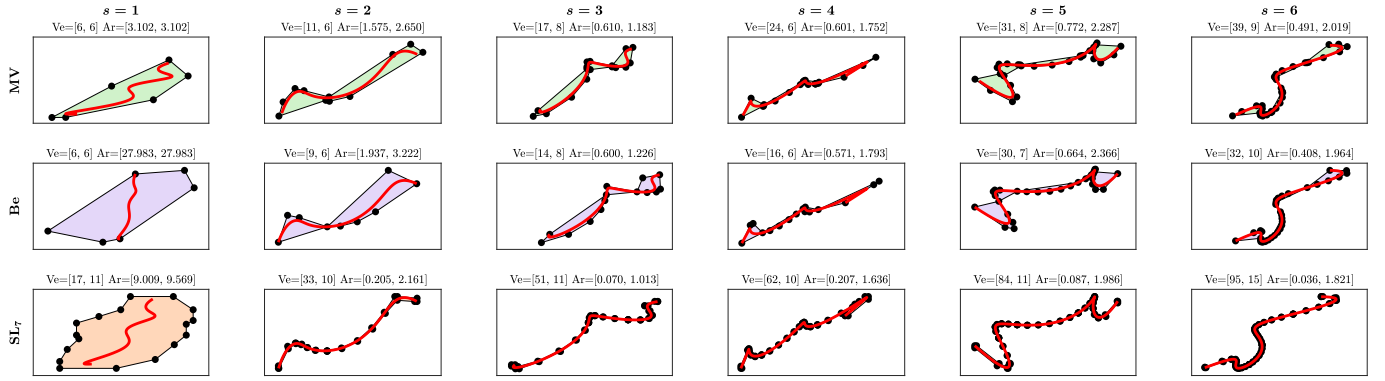 s = 1 s = 2 s = 3 s = 4 s = 5 s = 6
Ve=[6, 6] Ar=[3.102, 3.102] Ve=[11, 6] Ar=[1.575, 2.650] Ve=[17, 8] Ar=[0.610, 1.183] Ve=[24, 6] Ar=[0.601, 1.752] Ve=[31, 8] Ar=[0.772, 2.287] Ve=[39, 9] Ar=[0.491, 2.019]
MV
Ve=[6, 6] Ar=[27.983, 27.983] Ve=[9, 6] Ar=[1.937, 3.222] Ve=[14, 8] Ar=[0.600, 1.226] Ve=[16, 6] Ar=[0.571, 1.793] Ve=[30, 7] Ar=[0.664, 2.366] Ve=[32, 10] Ar=[0.408, 1.964]
Be
Ve=[17, 11] Ar=[9.009, 9.569] Ve=[33, 10] Ar=[0.205, 2.161] Ve=[51, 11] Ar=[0.070, 1.013] Ve=[62, 10] Ar=[0.207, 1.636] Ve=[84, 11] Ar=[0.087, 1.986] Ve=[95, 15] Ar=[0.036, 1.821]
SL₇